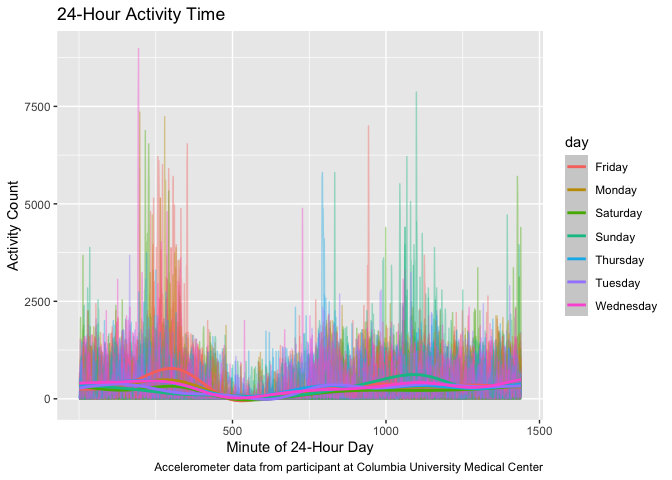 24-Hour Activity Time
Activity Count
7500
5000
2500
0
500
1000
1500
Minute of 24-Hour Day
day
Friday
Monday
Saturday
Sunday
Thursday
Tuesday
Wednesday
Accelerometer data from participant at Columbia University Medical Center